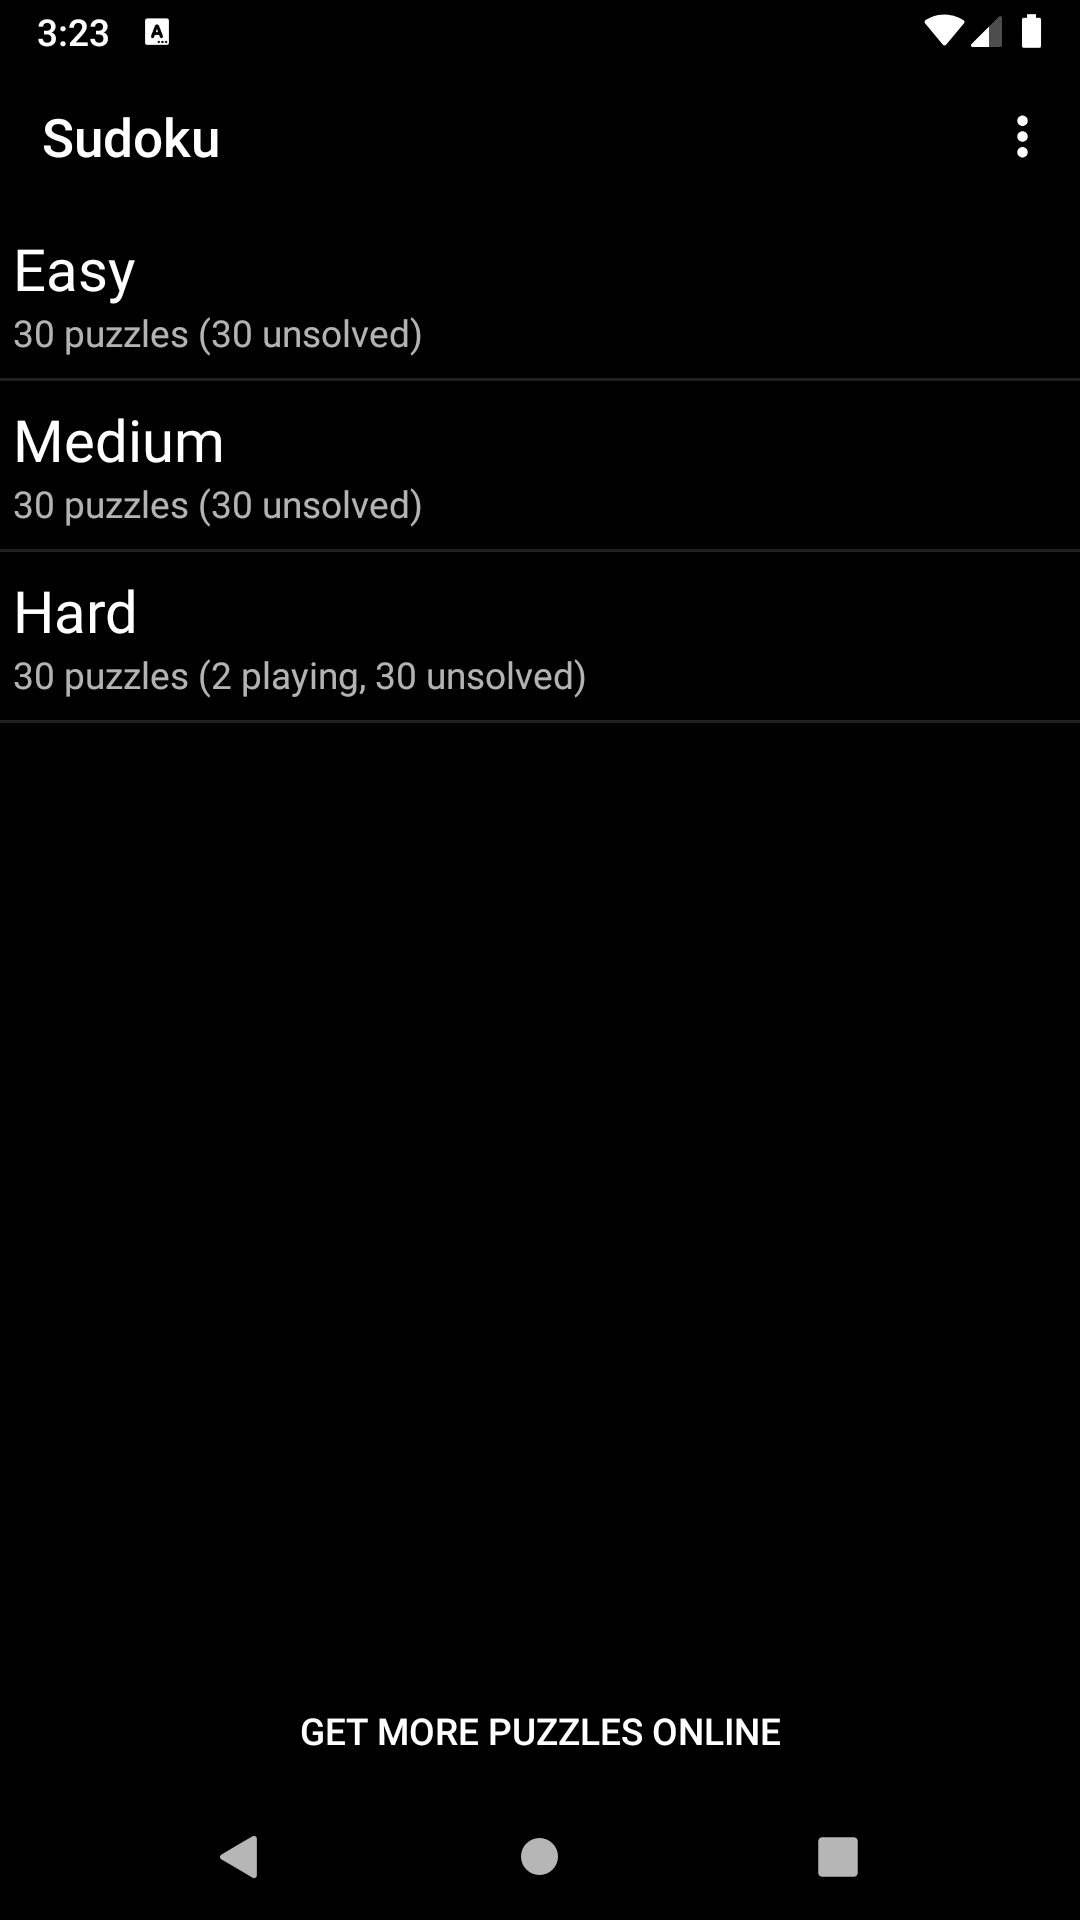 3:23
Sudoku
Easy
30 puzzles (30 unsolved)
Medium
30 puzzles (30 unsolved)
Hard
30 puzzles (2 playing, 30 unsolved)
GET MORE PUZZLES ONLINE